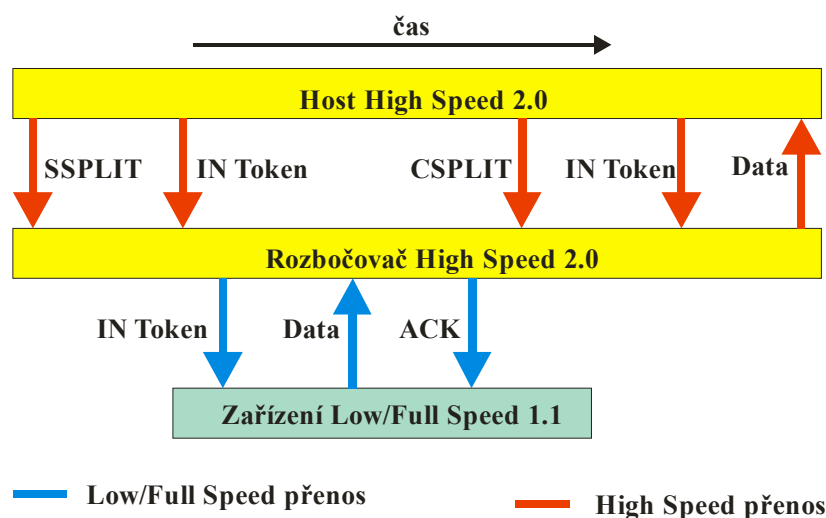 čas
Host High Speed 2.0
SSPLIT IN Token CSPLIT IN Token Data
Rozbočovač High Speed 2.0
IN Token Data ACK
Zařízení Low/Full Speed 1.1
Low/Full Speed přenos High Speed přenos